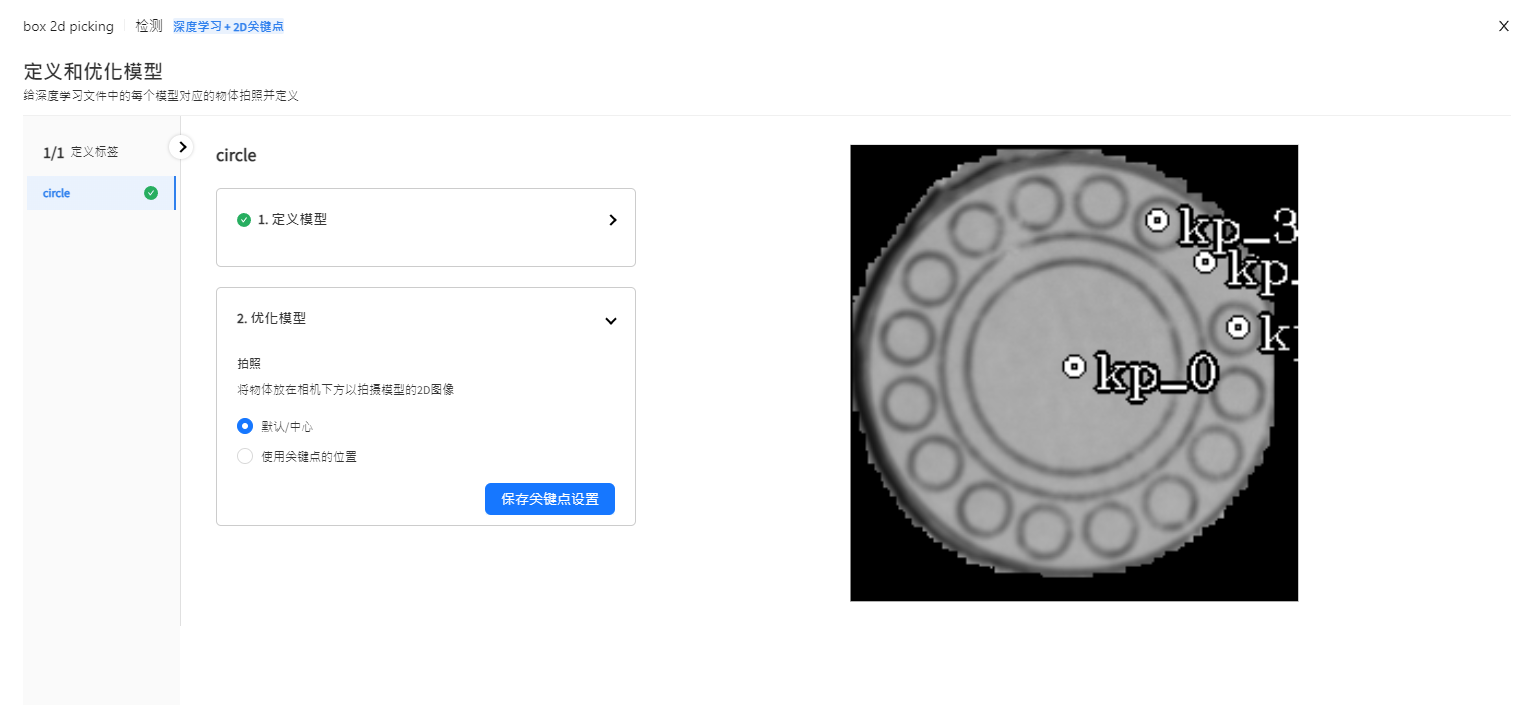 box 2d picking 检测 深度学习 + 2D关键点
X
定义和优化模型
给深度学习文件中的每个模型对应的物体拍照并定义
1/1 定义标签
circle
circle
1. 定义模型
2. 优化模型
拍照
将物体放在相机下方以拍摄模型的2D图像
默认/中心
使用关键点的位置
保存关键点设置
kp_3
kp_
kp_0